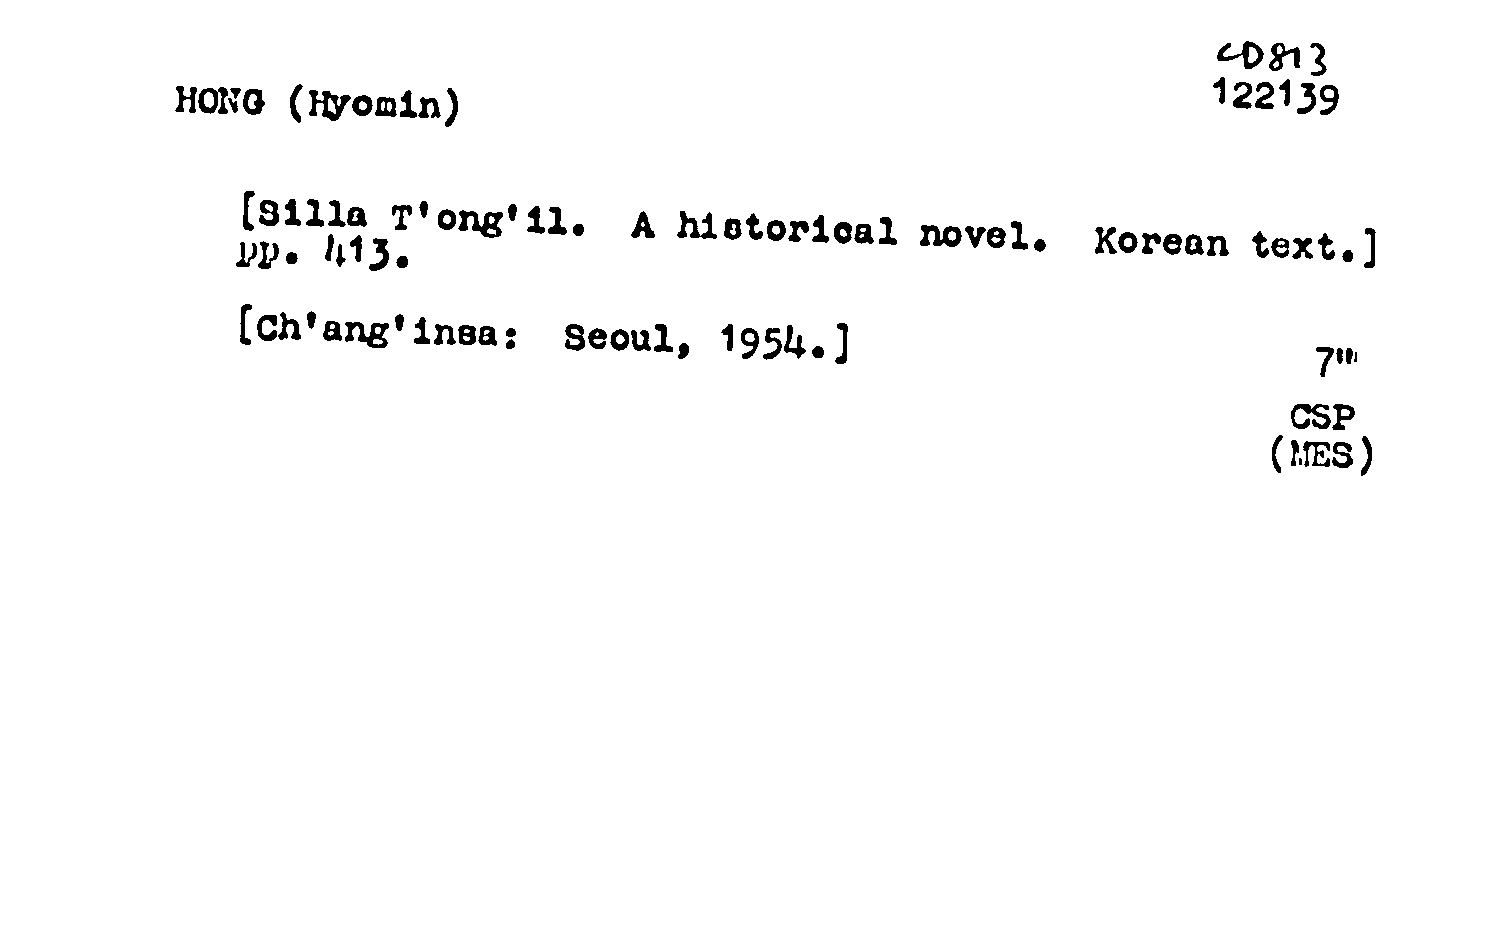 CD813
HONG (Hyomin)
122139
[Silla T'ong'il. A historical novel. Korean text.]
pp. 413.
[Ch'ang'insa: Seoul, 1954.]
7"
CSP
(MES)